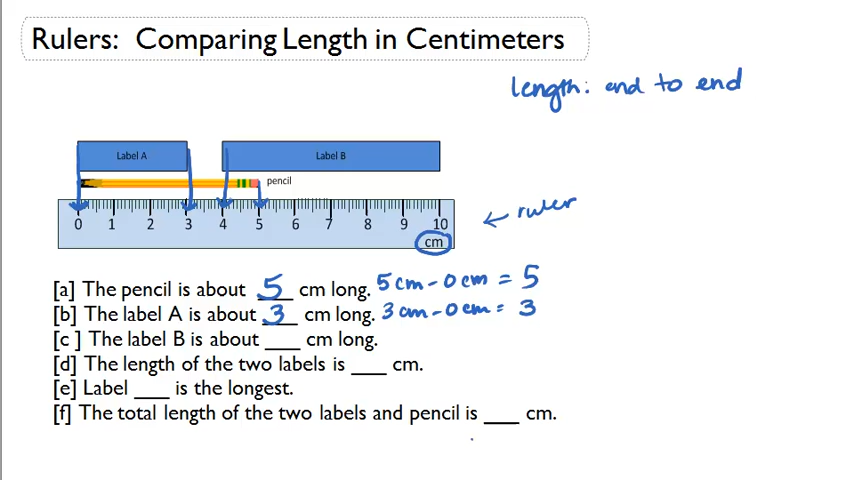 Rulers: Comparing Length in Centimeters
length: end to end
Label A
Label B
pencil
0 1 2 3 4 5 6 7 8 9 10
cm
← ruler
[a] The pencil is about 5 cm long. 5 cm - 0 cm = 5
[b] The label A is about 3 cm long. 3 cm - 0 cm = 3
[c ] The label B is about ___ cm long.
[d] The length of the two labels is ___ cm.
[e] Label ___ is the longest.
[f] The total length of the two labels and pencil is ___ cm.